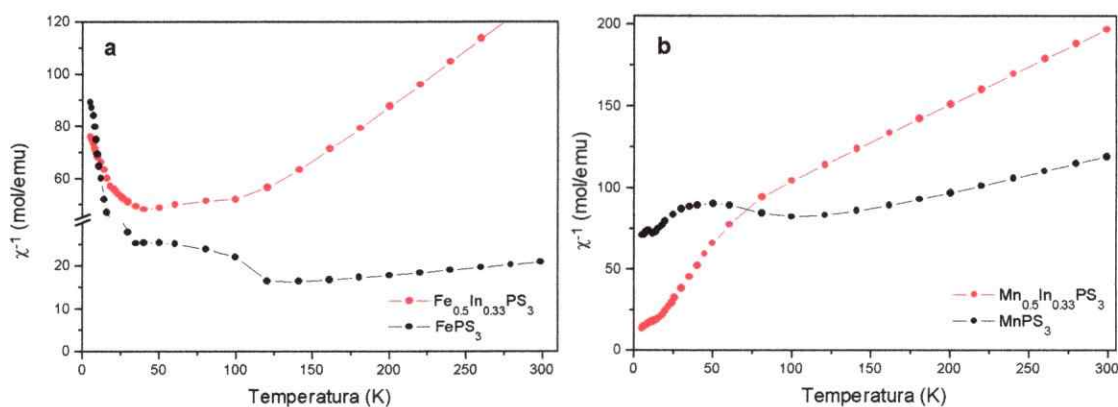 a
120
100
80
60
20
10
0
χ⁻¹ (mol/emu)
0 50 100 150 200 250 300
Temperatura (K)
Fe₀.₅In₀.₃₃PS₃
FePS₃
b
200
150
100
50
0
χ⁻¹ (mol/emu)
0 50 100 150 200 250 300
Temperatura (K)
Mn₀.₅In₀.₃₃PS₃
MnPS₃